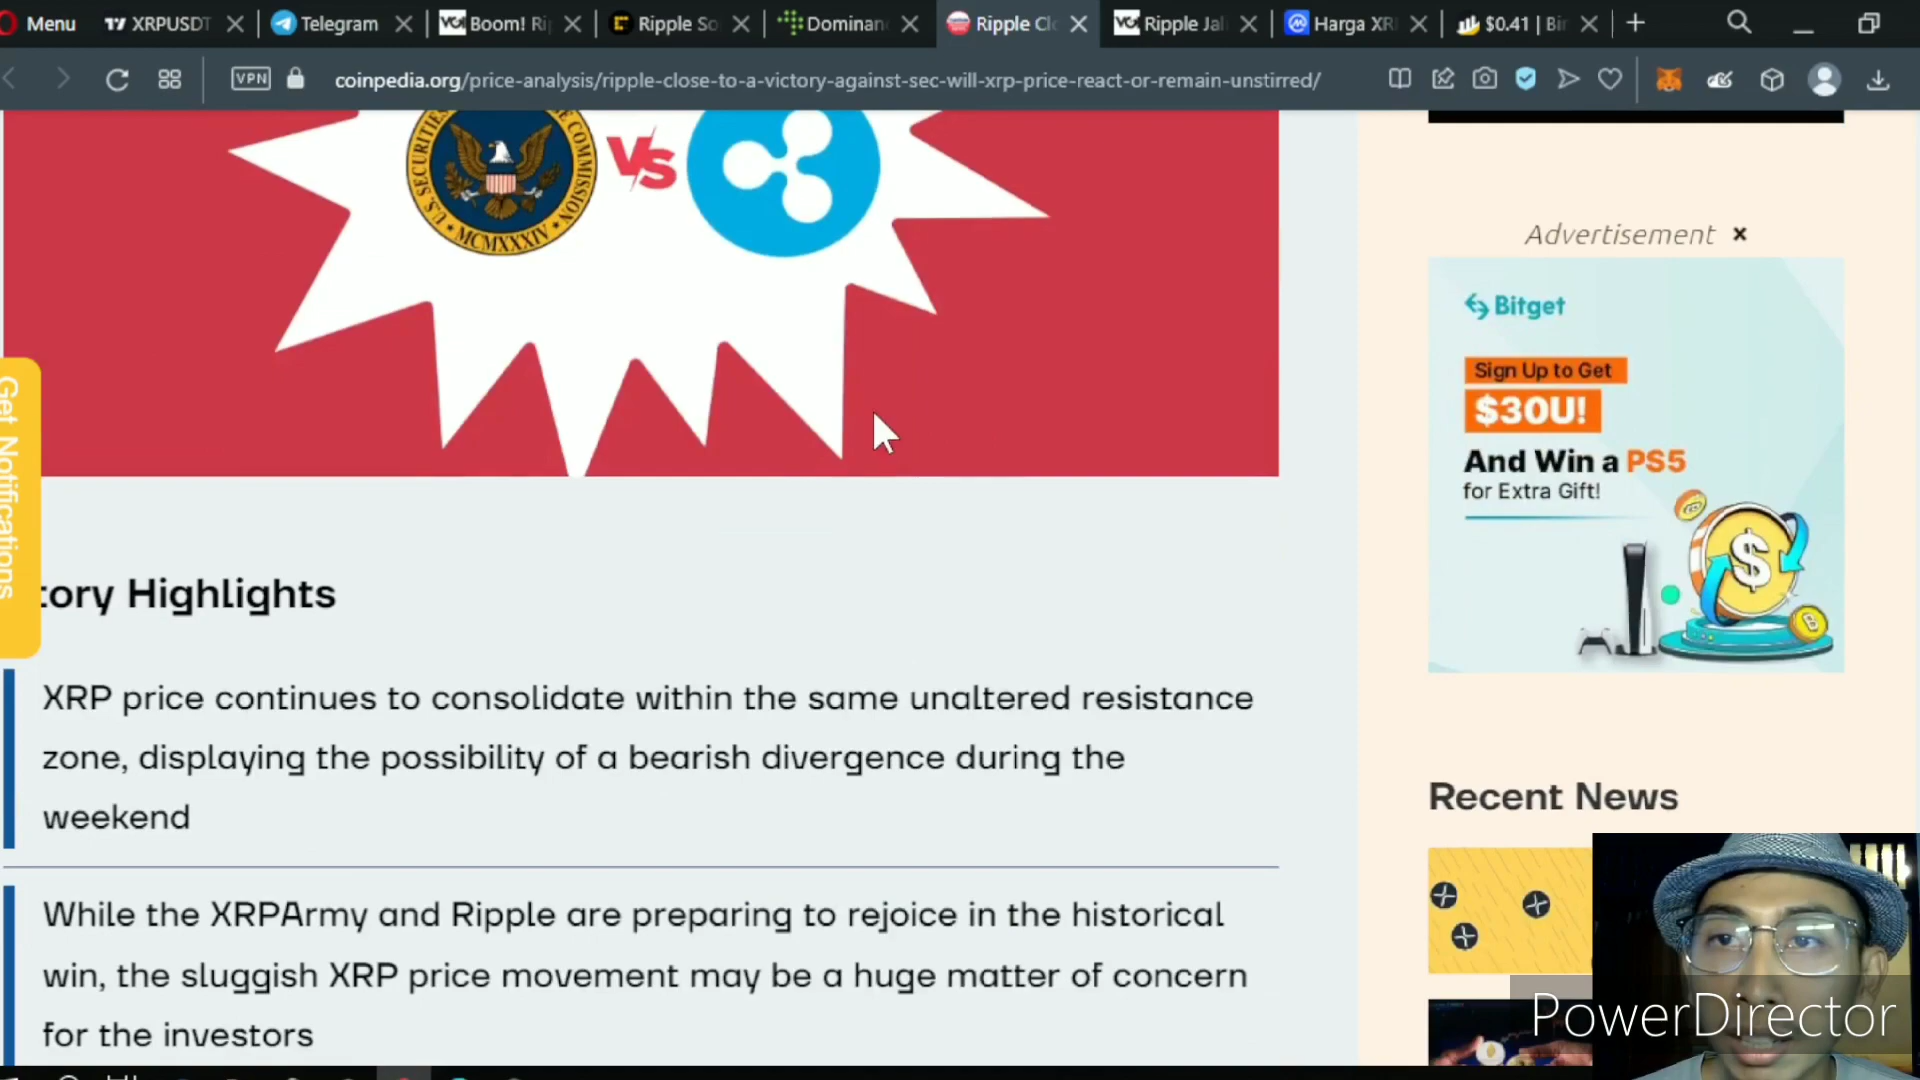 Menu
XRPUSDT
Telegram
Boom! Ri
Ripple So
Dominan
Ripple Clo
Ripple Jal
Harga XR
$0.41 | Bi
VPN
coinpedia.org/price-analysis/ripple-close-to-a-victory-against-sec-will-xrp-price-react-or-remain-unstirred/
MCMXXXIV
VS
Advertisement
Bitget
Sign Up to Get
$30U!
And Win a PS5
for Extra Gift!
Get Notifications
tory Highlights
XRP price continues to consolidate within the same unaltered resistance
zone, displaying the possibility of a bearish divergence during the
weekend
Recent News
While the XRPArmy and Ripple are preparing to rejoice in the historical
win, the sluggish XRP price movement may be a huge matter of concern
for the investors
PowerDirector